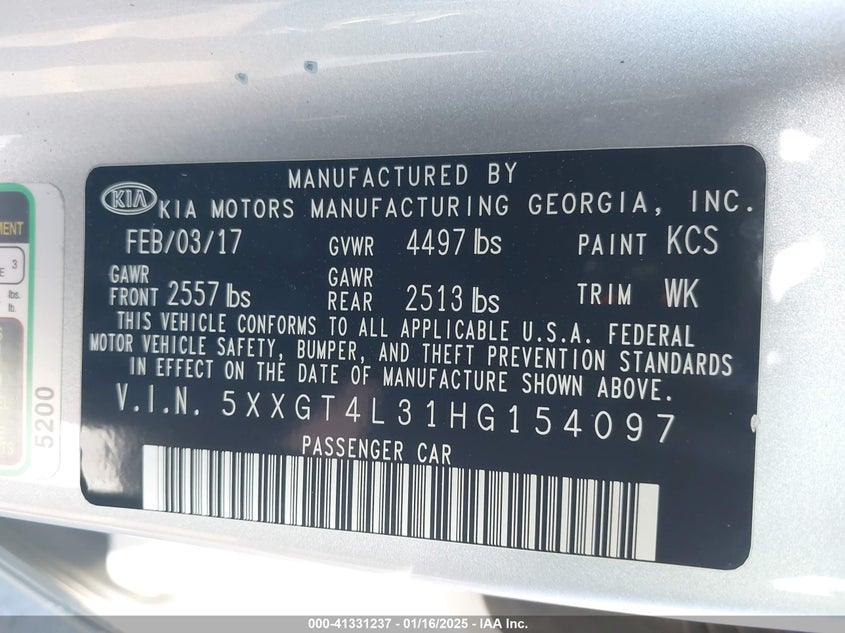 MANUFACTURED BY
KIA
KIA MOTORS MANUFACTURING GEORGIA, INC.
FEB/03/17 GVWR 4497 lbs PAINT KCS
GAWR FRONT 2557 lbs GAWR REAR 2513 lbs TRIM WK
THIS VEHICLE CONFORMS TO ALL APPLICABLE U.S.A. FEDERAL
MOTOR VEHICLE SAFETY, BUMPER, AND THEFT PREVENTION STANDARDS
IN EFFECT ON THE DATE OF MANUFACTURE SHOWN ABOVE.
V.I.N. 5XXGT4L31HG154097
PASSENGER CAR
3
lbs.
lb.
5200
000-41331237 - 01/16/2025 - IAA Inc.